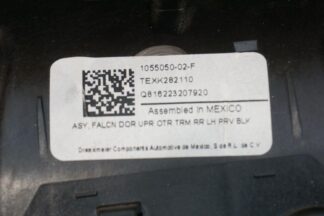 1055050-02-F
TEXK282110
Q816223207920
Assembled in MEXICO
ASY, FALCN DOR UPR OTR TRM RR LH PRV BLK
Draexlmaier Components Automotive de Mexico, S de R.L. de C.V.